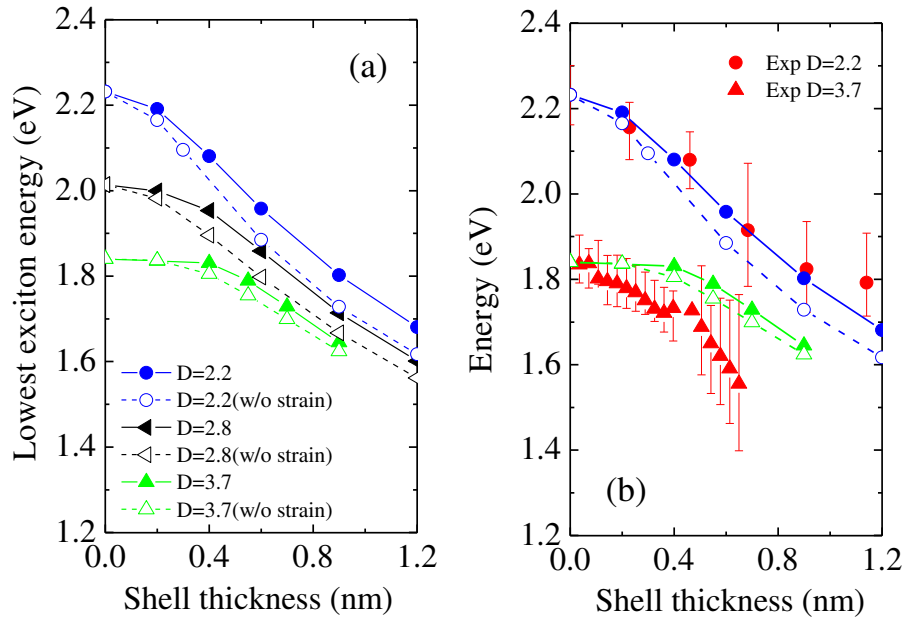 2.4
2.2
2.0
1.8
1.6
1.4
1.2
0.0
0.4
0.8
1.2
Lowest exciton energy (eV)
Shell thickness (nm)
(a)
D=2.2
D=2.2(w/o strain)
D=2.8
D=2.8(w/o strain)
D=3.7
D=3.7(w/o strain)
2.4
2.2
2.0
1.8
1.6
1.4
1.2
0.0
0.4
0.8
1.2
Energy (eV)
Shell thickness (nm)
Exp D=2.2
Exp D=3.7
(b)